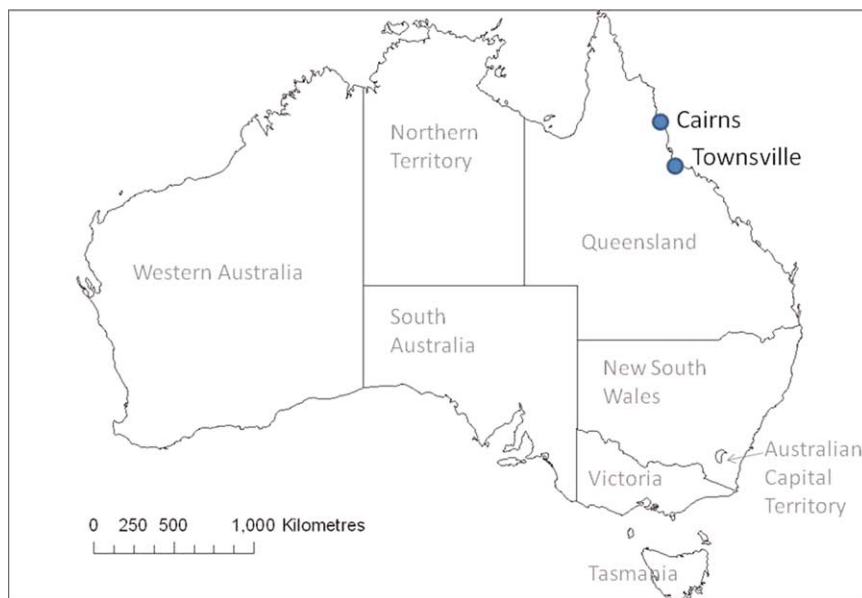 Northern
Territory
Cairns
Townsville
Queensland
Western Australia
South
Australia
New South
Wales
Australian
Capital
Territory
Victoria
0 250 500 1,000 Kilometres
Tasmania